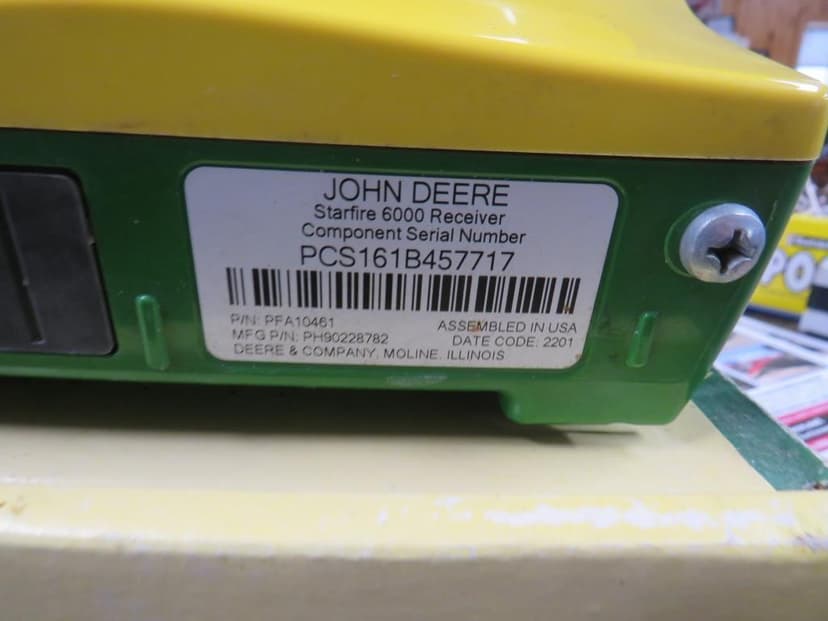 JOHN DEERE
Starfire 6000 Receiver
Component Serial Number
PCS161B457717
P/N: PFA10461
ASSEMBLED IN USA
MFG P/N: PH90228782
DATE CODE: 2201
DEERE & COMPANY, MOLINE, ILLINOIS